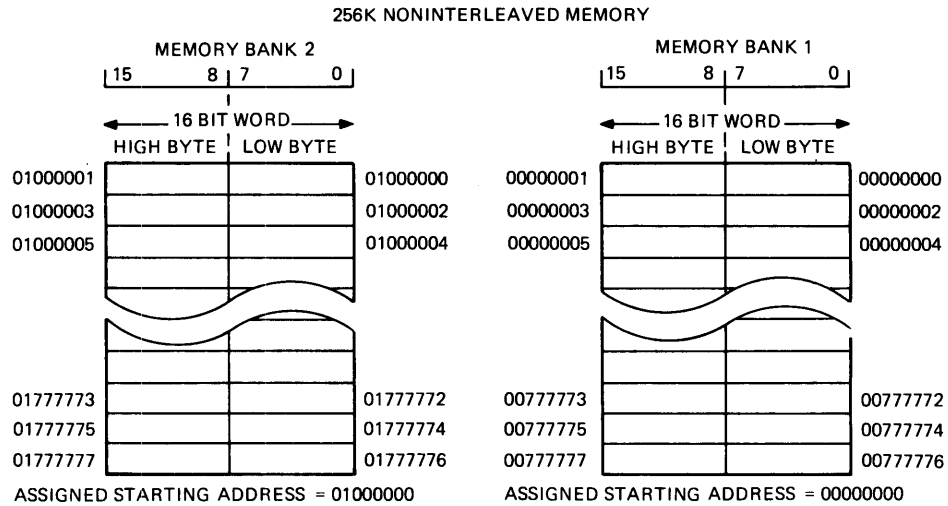 256K NONINTERLEAVED MEMORY
MEMORY BANK 2
15 8 7 0
16 BIT WORD
HIGH BYTE LOW BYTE
01000001 01000000
01000003 01000002
01000005 01000004
01777773 01777772
01777775 01777774
01777777 01777776
ASSIGNED STARTING ADDRESS = 01000000
MEMORY BANK 1
15 8 7 0
16 BIT WORD
HIGH BYTE LOW BYTE
00000001 00000000
00000003 00000002
00000005 00000004
00777773 00777772
00777775 00777774
00777777 00777776
ASSIGNED STARTING ADDRESS = 00000000